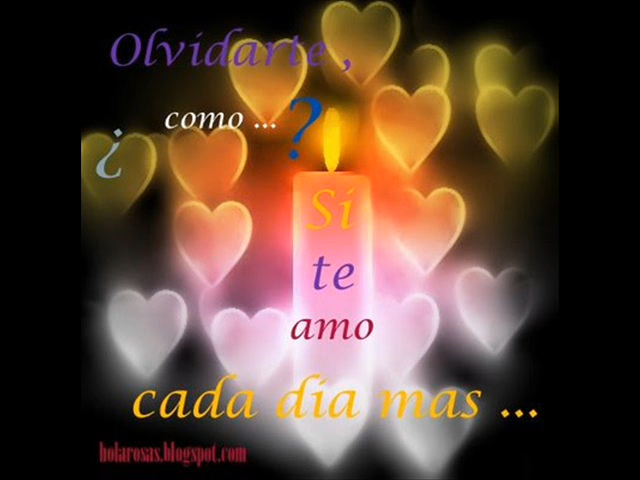 Olvidarte ,
¿ como ... ?
Si
te
amo
cada dia mas ...
holarosas.blogspot.com